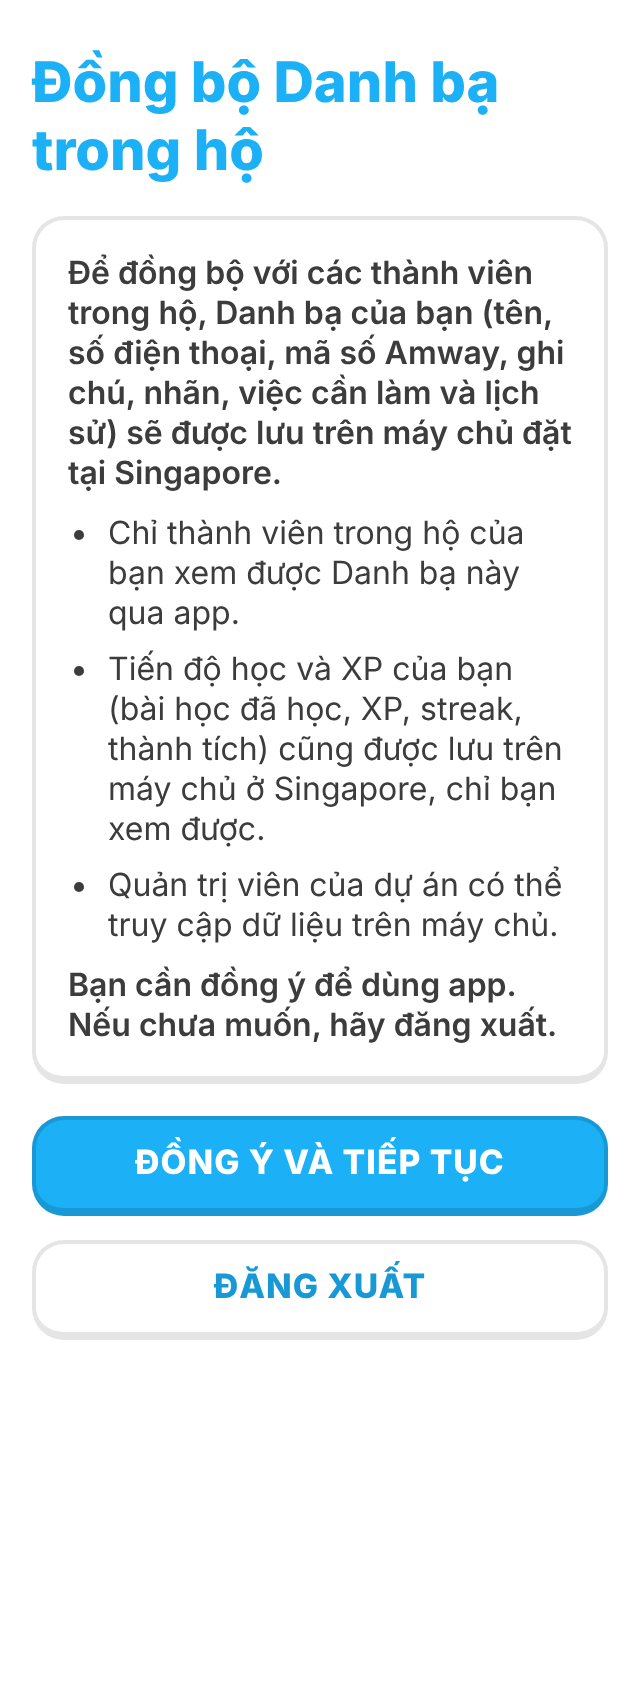 Đồng bộ Danh bạ
trong hộ
Để đồng bộ với các thành viên
trong hộ, Danh bạ của bạn (tên,
số điện thoại, mã số Amway, ghi
chú, nhãn, việc cần làm và lịch
sử) sẽ được lưu trên máy chủ đặt
tại Singapore.
• Chỉ thành viên trong hộ của
bạn xem được Danh bạ này
qua app.
• Tiến độ học và XP của bạn
(bài học đã học, XP, streak,
thành tích) cũng được lưu trên
máy chủ ở Singapore, chỉ bạn
xem được.
• Quản trị viên của dự án có thể
truy cập dữ liệu trên máy chủ.
Bạn cần đồng ý để dùng app.
Nếu chưa muốn, hãy đăng xuất.
ĐỒNG Ý VÀ TIẾP TỤC
ĐĂNG XUẤT